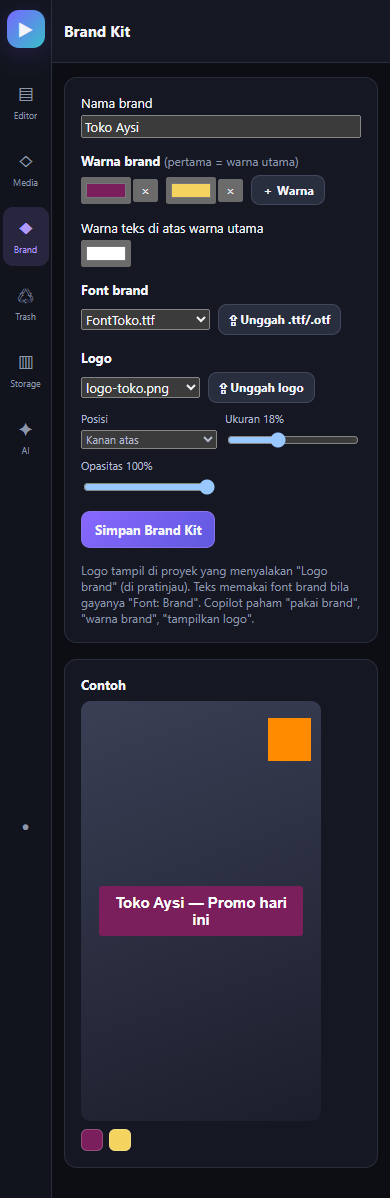 Brand Kit
Editor
Media
Brand
Trash
Storage
AI
Nama brand
Toko Aysi
Warna brand (pertama = warna utama)
× × + Warna
Warna teks di atas warna utama
Font brand
FontToko.ttf ⇪ Unggah .ttf/.otf
Logo
logo-toko.png ⇪ Unggah logo
Posisi Ukuran 18%
Kanan atas
Opasitas 100%
Simpan Brand Kit
Logo tampil di proyek yang menyalakan "Logo
brand" (di pratinjau). Teks memakai font brand bila
gayanya "Font: Brand". Copilot paham "pakai brand",
"warna brand", "tampilkan logo".
Contoh
Toko Aysi — Promo hari
ini